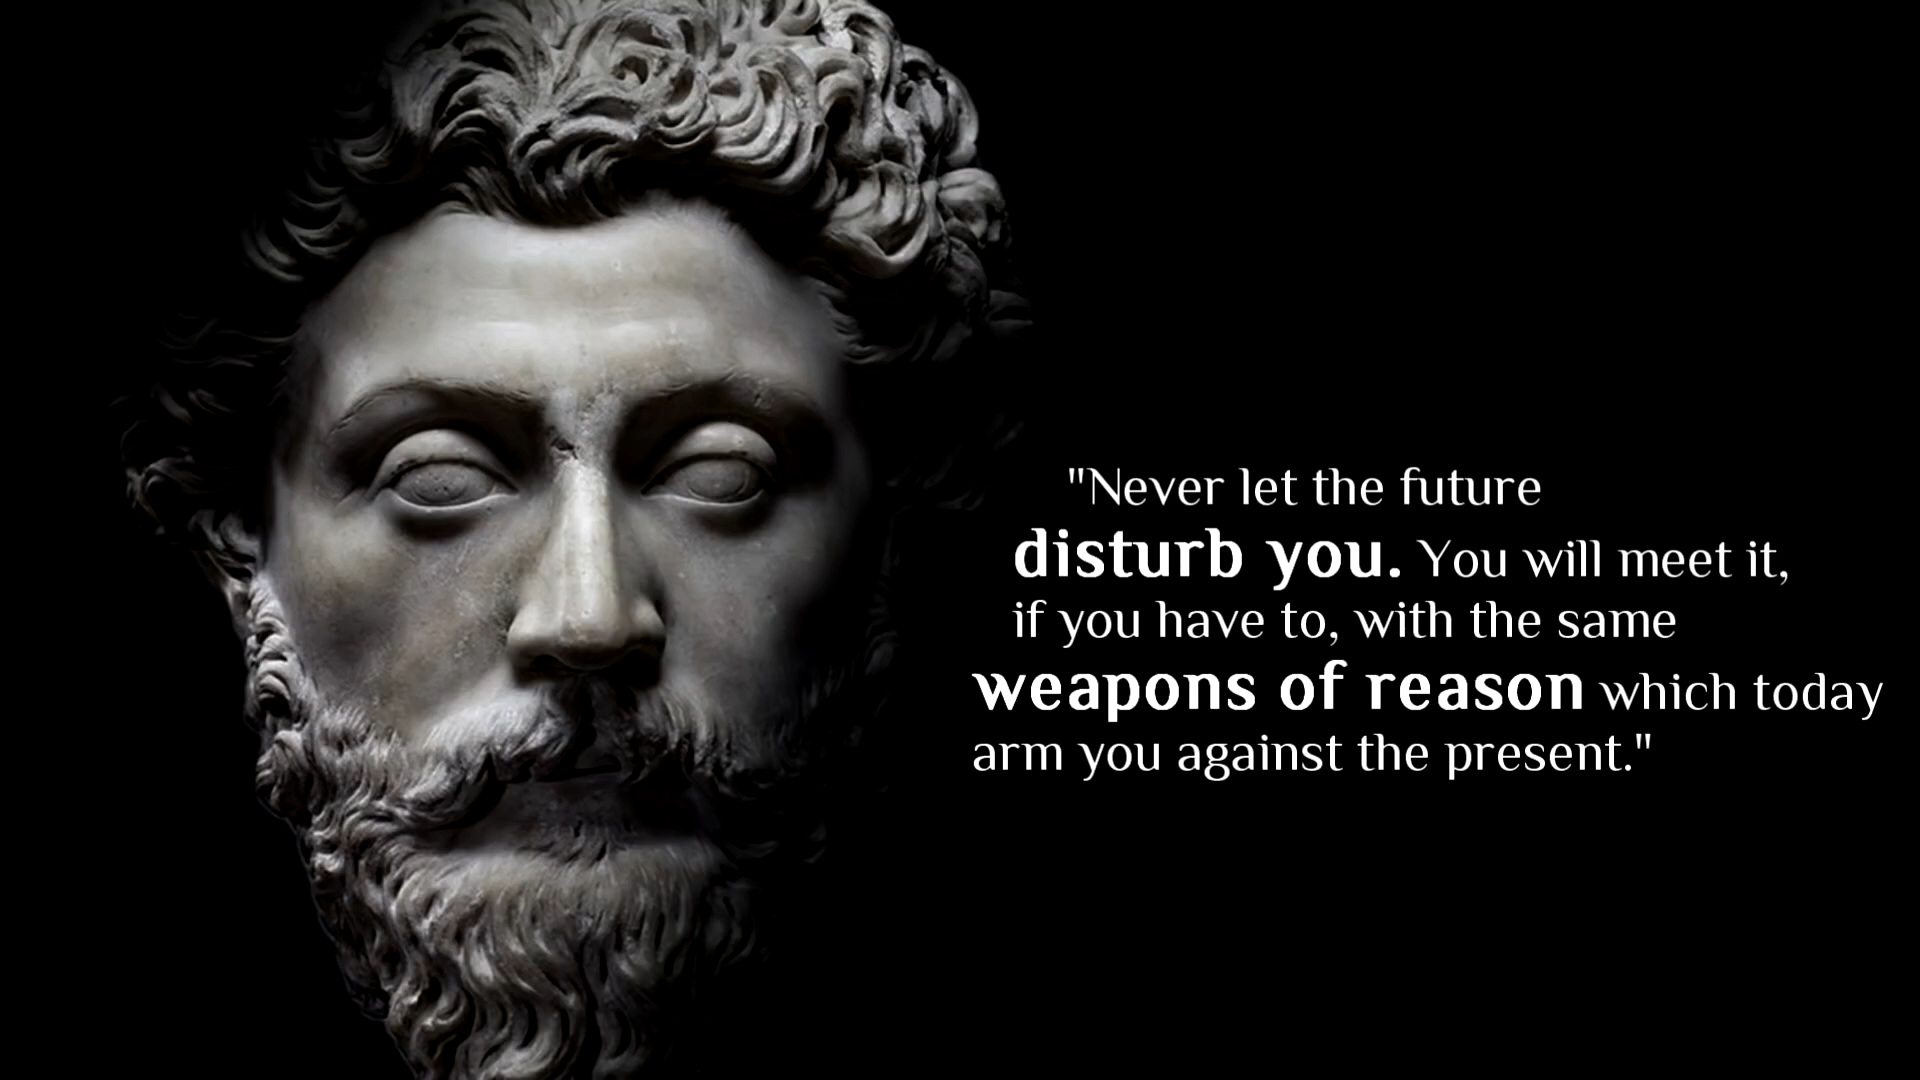 "Never let the future
disturb you. You will meet it,
if you have to, with the same
weapons of reason which today
arm you against the present."